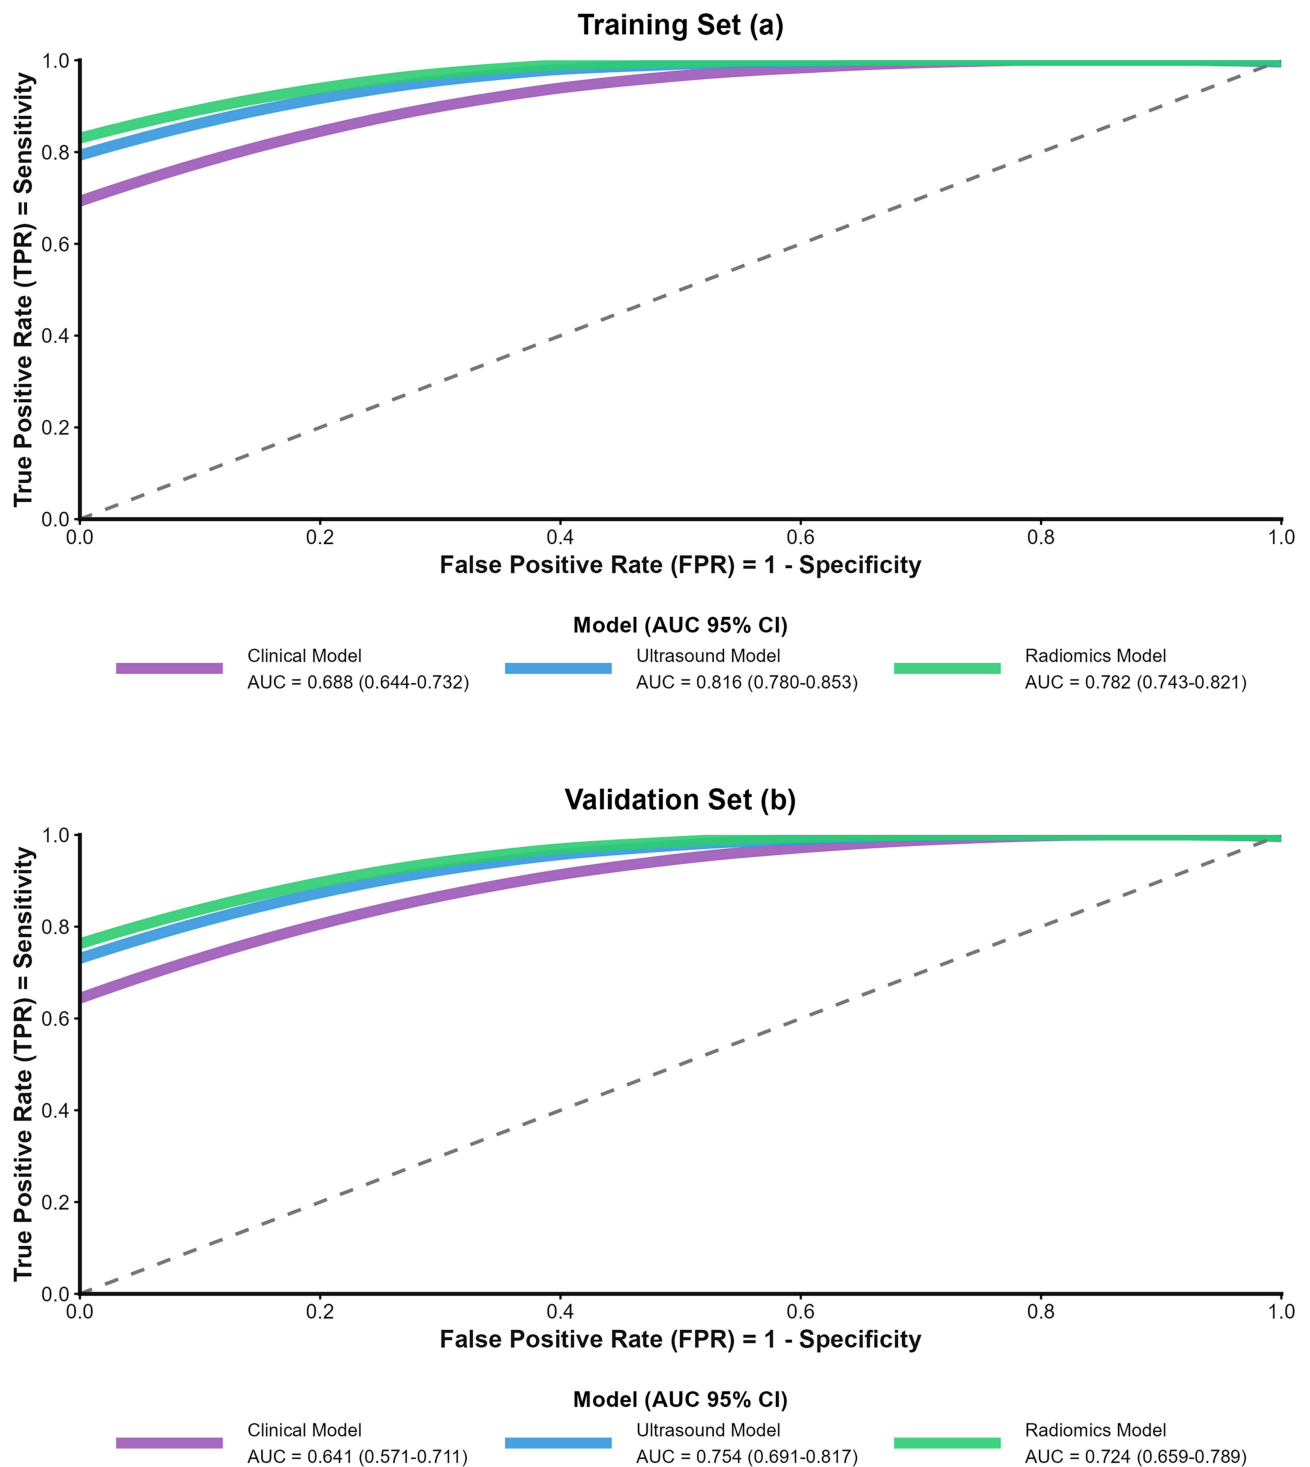 Training Set (a)
True Positive Rate (TPR) = Sensitivity
1.0
0.8
0.6
0.4
0.2
0.0
0.0 0.2 0.4 0.6 0.8 1.0
False Positive Rate (FPR) = 1 - Specificity
Model (AUC 95% CI)
Clinical Model
AUC = 0.688 (0.644-0.732)
Ultrasound Model
AUC = 0.816 (0.780-0.853)
Radiomics Model
AUC = 0.782 (0.743-0.821)
Validation Set (b)
True Positive Rate (TPR) = Sensitivity
1.0
0.8
0.6
0.4
0.2
0.0
0.0 0.2 0.4 0.6 0.8 1.0
False Positive Rate (FPR) = 1 - Specificity
Model (AUC 95% CI)
Clinical Model
AUC = 0.641 (0.571-0.711)
Ultrasound Model
AUC = 0.754 (0.691-0.817)
Radiomics Model
AUC = 0.724 (0.659-0.789)